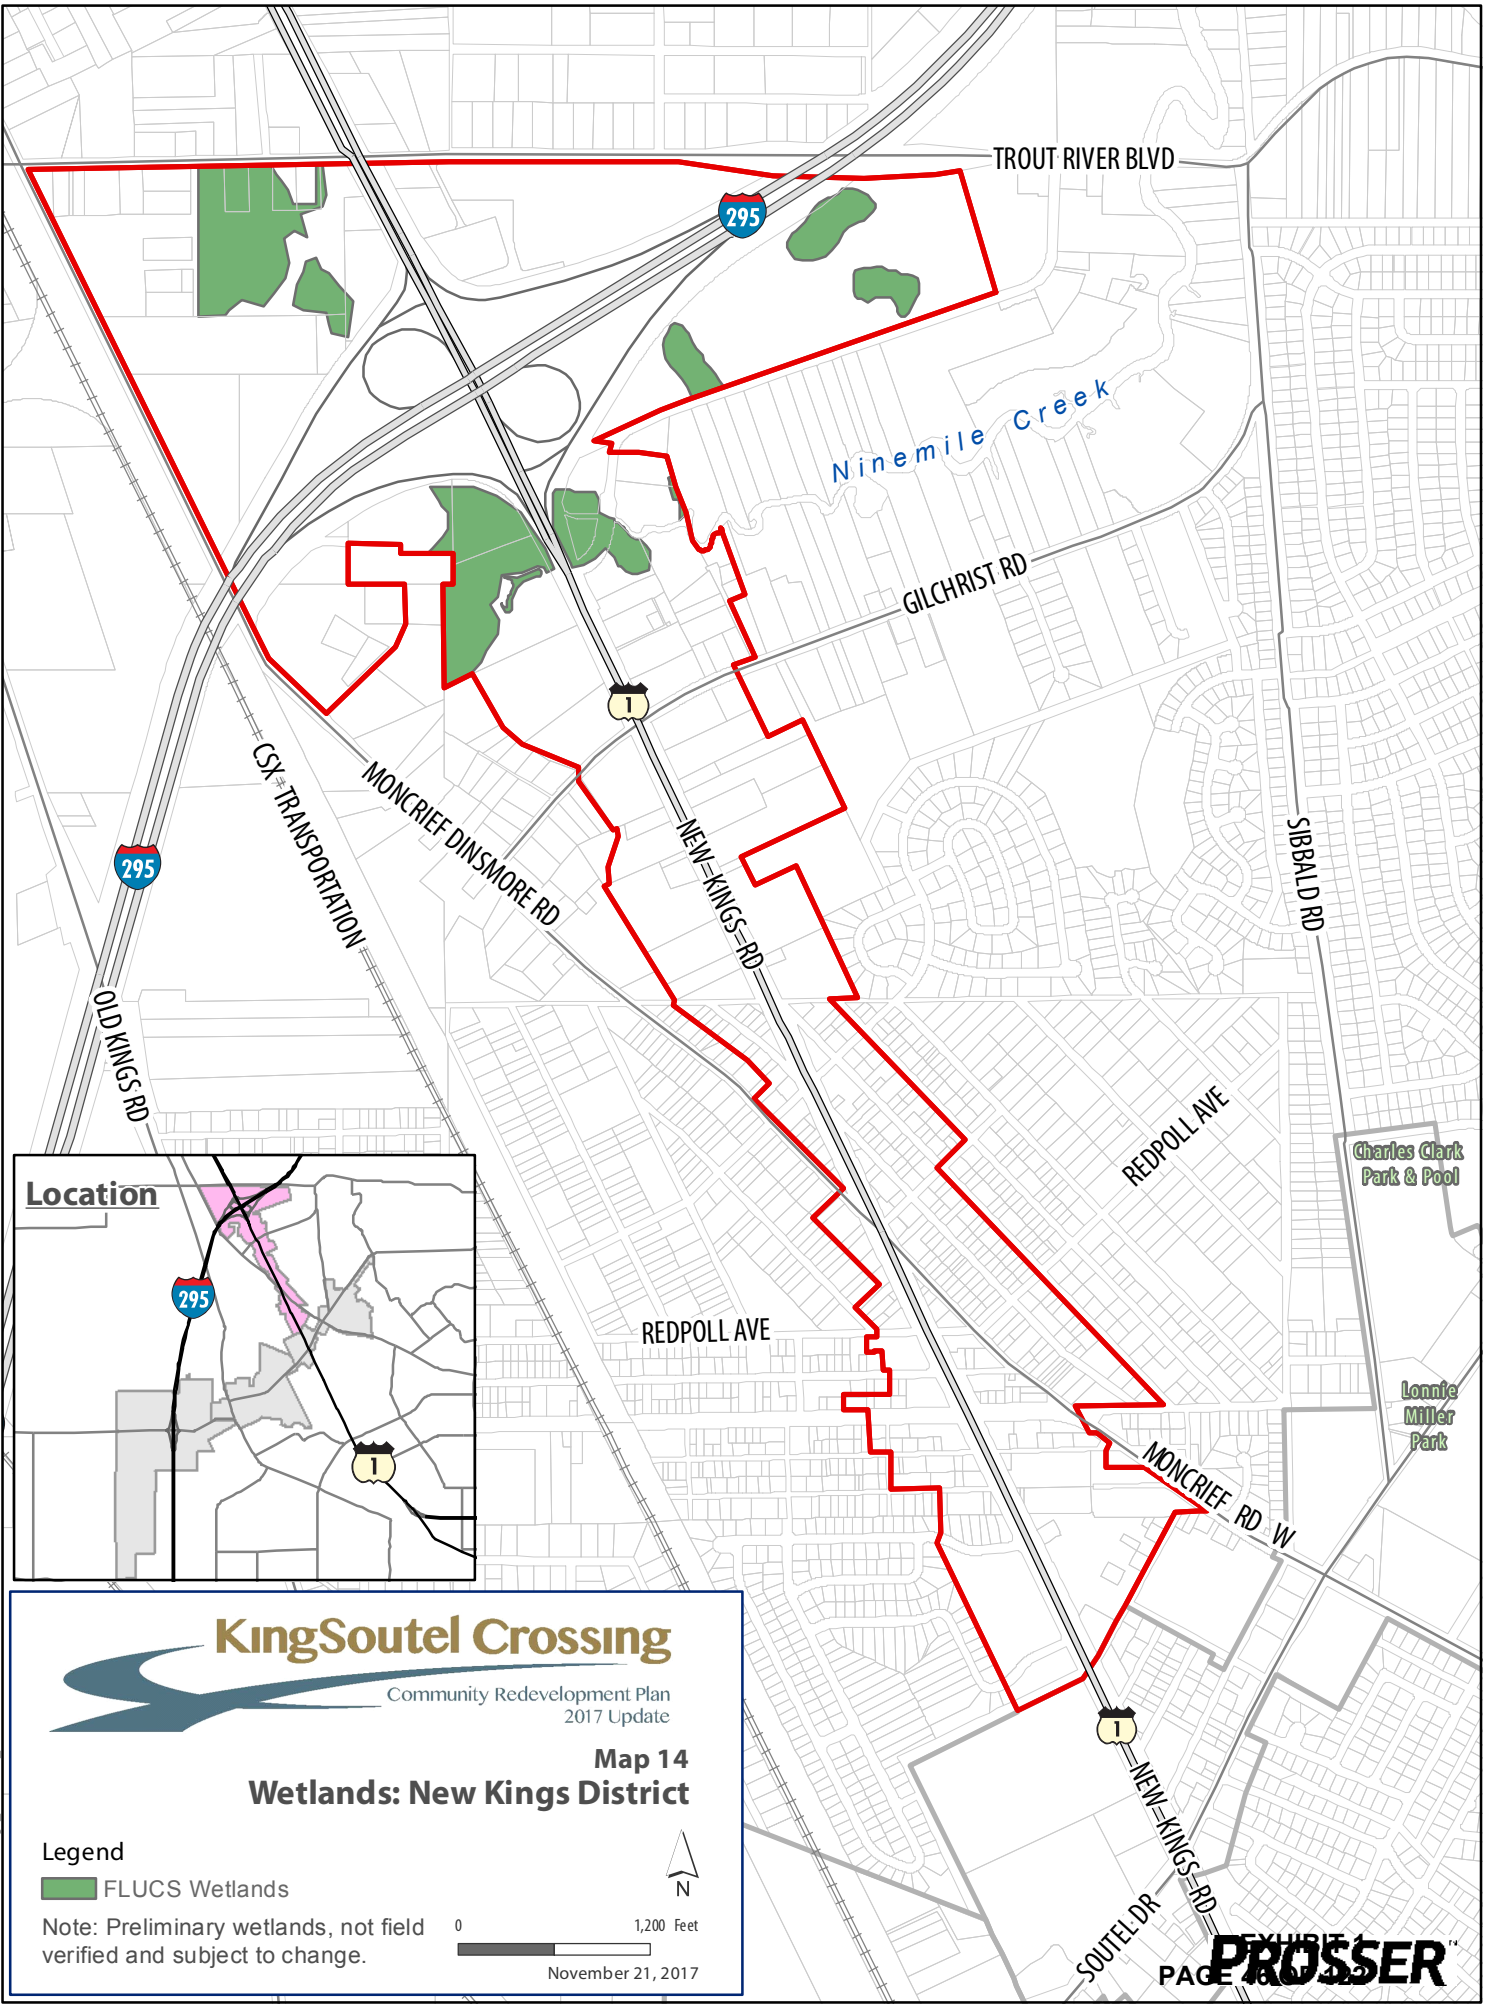 TROUT RIVER BLVD
295
Ninemile Creek
GILCHRIST RD
1
CSX TRANSPORTATION
MONCRIEF DINSMORE RD
NEW KINGS RD
SIBBALD RD
295
OLD KINGS RD
REDPOLL AVE
Charles Clark
Park & Pool
Location
295
1
REDPOLL AVE
Lonnie
Miller
Park
MONCRIEF RD W
1
NEW KINGS RD
SOUTEL DR
KingSoutel Crossing
Community Redevelopment Plan
2017 Update
Map 14
Wetlands: New Kings District
Legend
FLUCS Wetlands
N
Note: Preliminary wetlands, not field
verified and subject to change.
0 1,200 Feet
November 21, 2017
EXHIBIT 1
PROSSER
PAGE